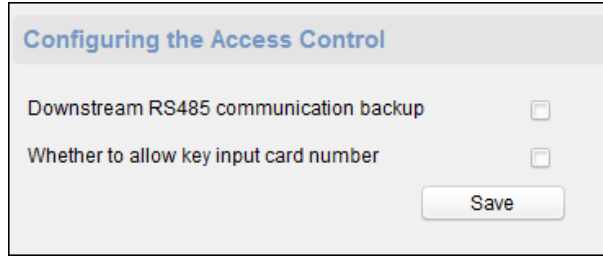 Configuring the Access Control
Downstream RS485 communication backup
Whether to allow key input card number
Save